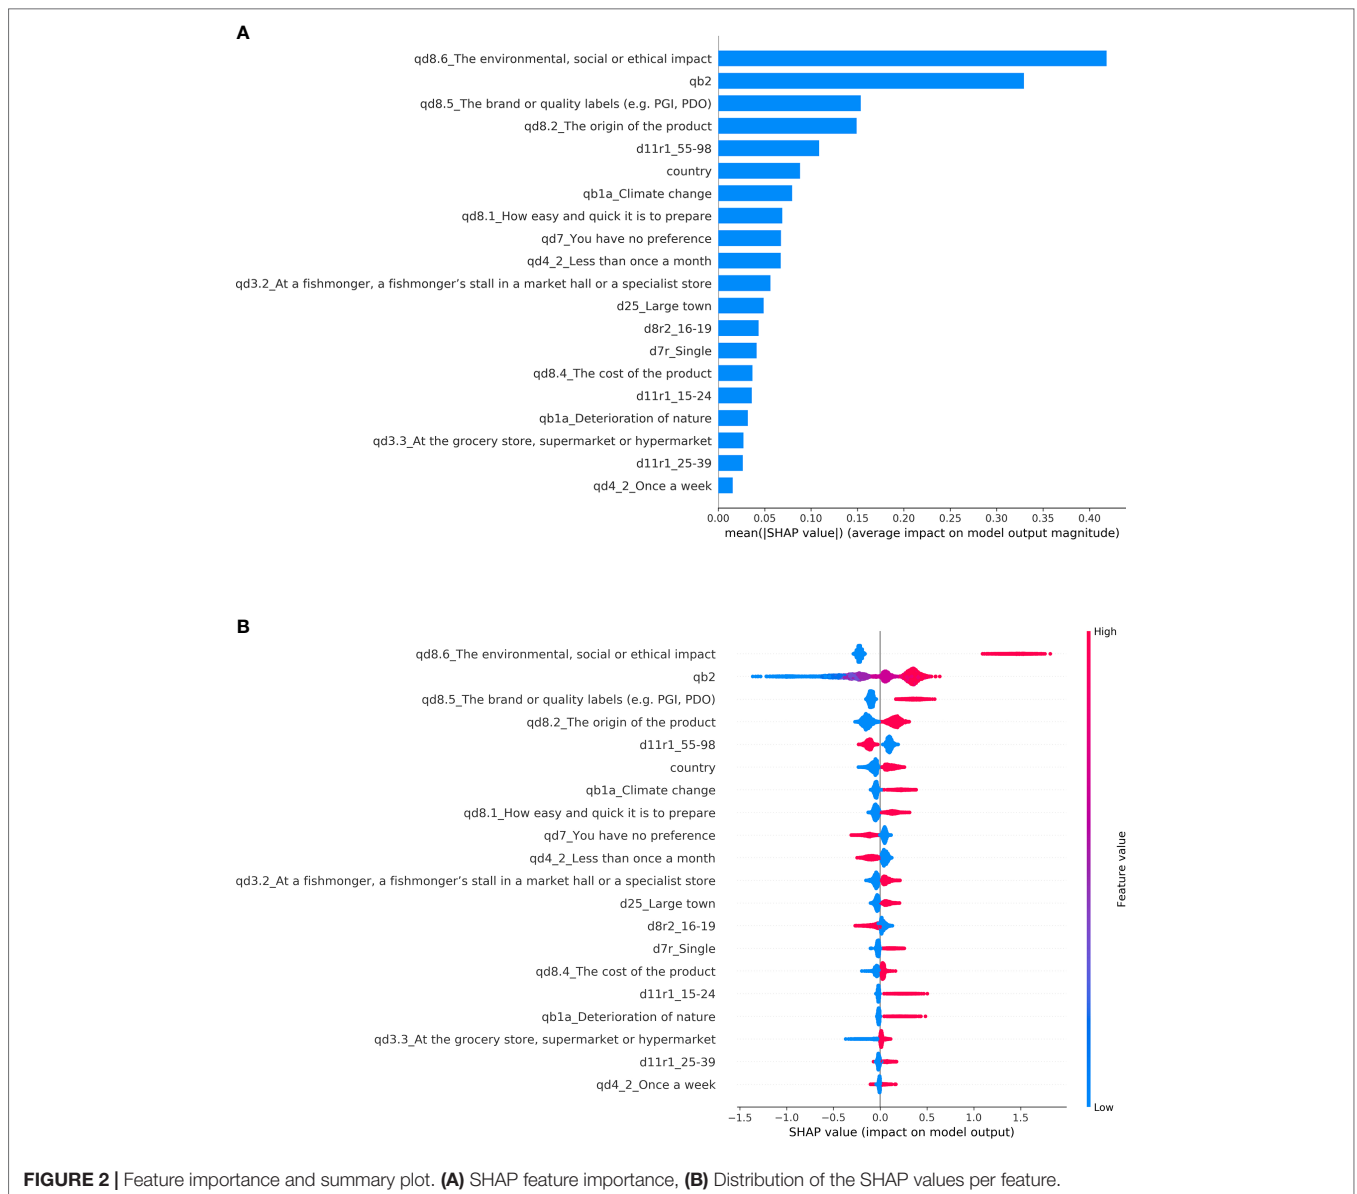 A
qd8.6_The environmental, social or ethical impact
qb2
qd8.5_The brand or quality labels (e.g. PGI, PDO)
qd8.2_The origin of the product
d11r1_55-98
country
qb1a_Climate change
qd8.1_How easy and quick it is to prepare
qd7_You have no preference
qd4_2_Less than once a month
qd3.2_At a fishmonger, a fishmonger’s stall in a market hall or a specialist store
d25_Large town
d8r2_16-19
d7r_Single
qd8.4_The cost of the product
d11r1_15-24
qb1a_Deterioration of nature
qd3.3_At the grocery store, supermarket or hypermarket
d11r1_25-39
qd4_2_Once a week
0.00 0.05 0.10 0.15 0.20 0.25 0.30 0.35 0.40
mean(|SHAP value|) (average impact on model output magnitude)
B
High
qd8.6_The environmental, social or ethical impact
qb2
qd8.5_The brand or quality labels (e.g. PGI, PDO)
qd8.2_The origin of the product
d11r1_55-98
country
qb1a_Climate change
qd8.1_How easy and quick it is to prepare
qd7_You have no preference
qd4_2_Less than once a month
qd3.2_At a fishmonger, a fishmonger’s stall in a market hall or a specialist store
d25_Large town
d8r2_16-19
d7r_Single
qd8.4_The cost of the product
d11r1_15-24
qb1a_Deterioration of nature
qd3.3_At the grocery store, supermarket or hypermarket
d11r1_25-39
qd4_2_Once a week
Feature value
Low
−1.5 −1.0 −0.5 0.0 0.5 1.0 1.5
SHAP value (impact on model output)
FIGURE 2 | Feature importance and summary plot. (A) SHAP feature importance, (B) Distribution of the SHAP values per feature.